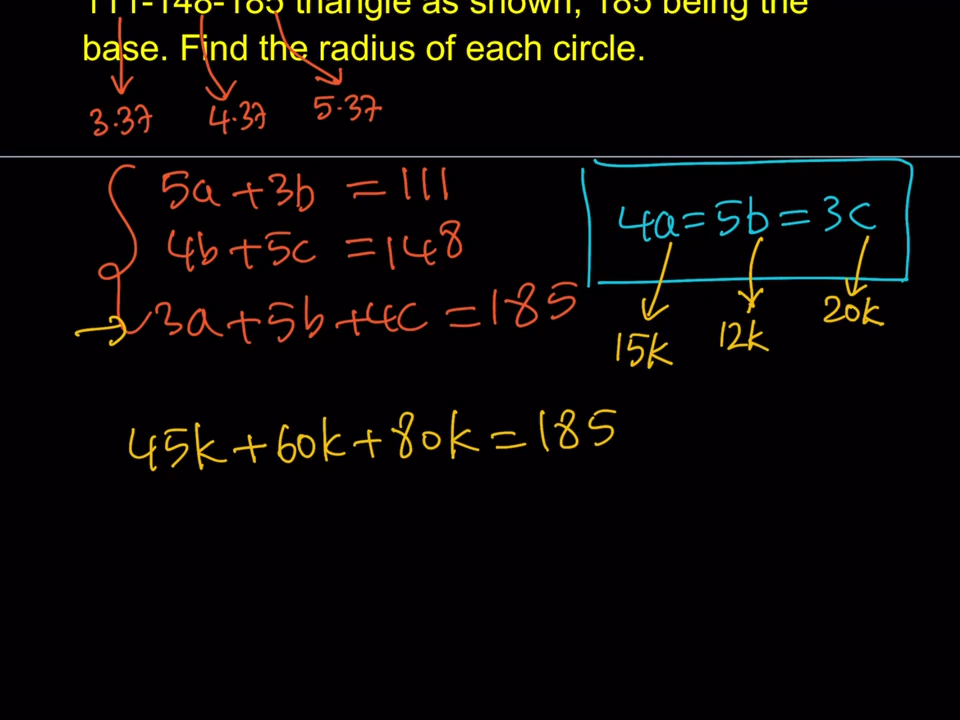 111-148-185 triangle as shown, 185 being the
base. Find the radius of each circle.
3·37 4·37 5·37
5a+3b = 111
4b+5c = 148
3a+5b+4c = 185
4a=5b=3c
15k 12k 20k
45k+60k+80k=185